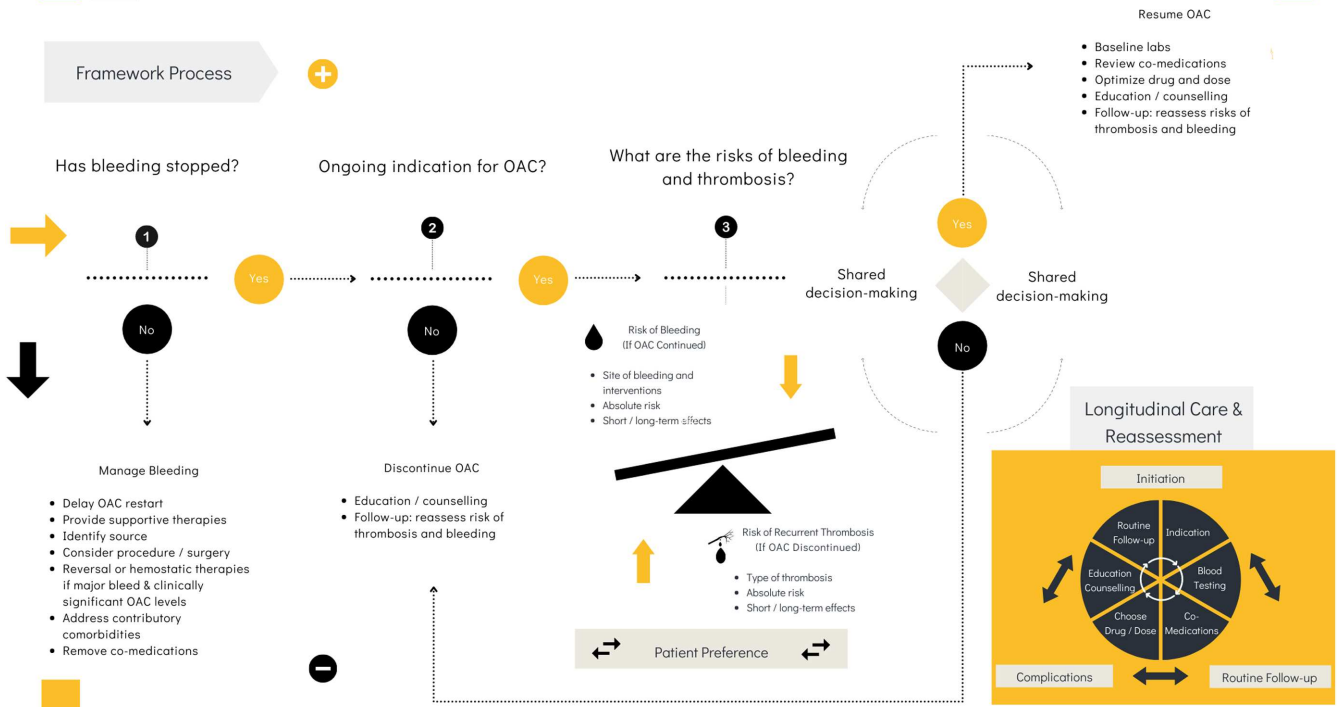 Framework Process
Has bleeding stopped?
1
Yes
No
Manage Bleeding
• Delay OAC restart
• Provide supportive therapies
• Identify source
• Consider procedure / surgery
• Reversal or hemostatic therapies
if major bleed & clinically
significant OAC levels
• Address contributory
comorbidities
• Remove co-medications
Ongoing indication for OAC?
2
Yes
No
Discontinue OAC
• Education / counselling
• Follow-up: reassess risk of
thrombosis and bleeding
What are the risks of bleeding
and thrombosis?
3
Risk of Bleeding
(If OAC Continued)
• Site of bleeding and
interventions
• Absolute risk
• Short / long-term effects
Risk of Recurrent Thrombosis
(If OAC Discontinued)
• Type of thrombosis
• Absolute risk
• Short / long-term effects
Patient Preference
Shared
decision-making
Yes
No
Shared
decision-making
Resume OAC
• Baseline labs
• Review co-medications
• Optimize drug and dose
• Education / counselling
• Follow-up: reassess risks of
thrombosis and bleeding
Longitudinal Care &
Reassessment
Initiation
Routine
Follow-up
Indication
Education
Counselling
Blood
Testing
Choose
Drug / Dose
Co-
Medications
Complications
Routine Follow-up